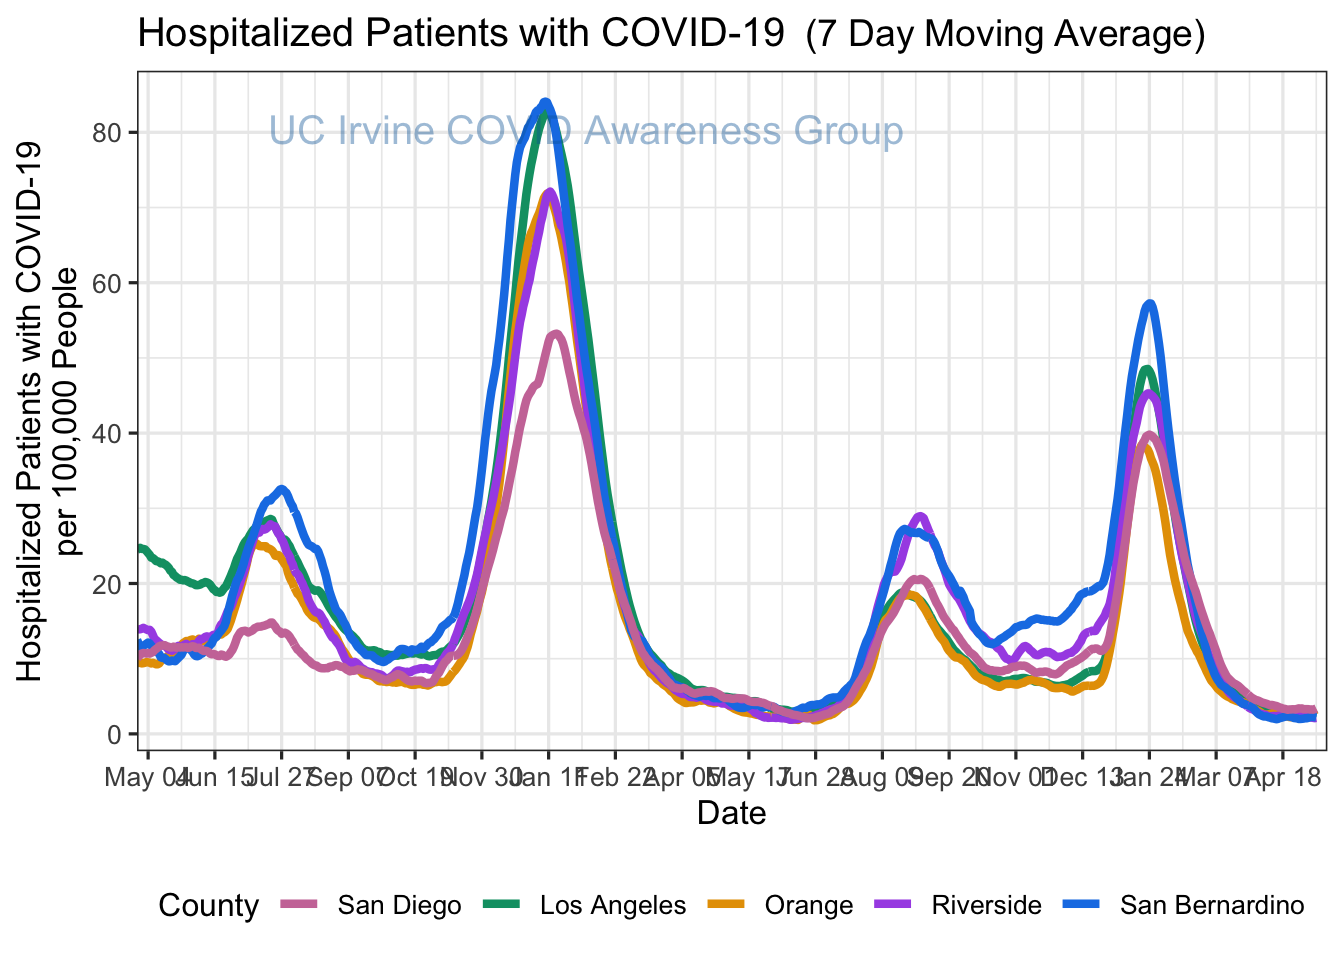 Hospitalized Patients with COVID-19 (7 Day Moving Average)
UC Irvine COVID Awareness Group
Hospitalized Patients with COVID-19
per 100,000 People
80
60
40
20
0
May 04 Jun 15 Jul 27 Sep 07 Oct 19 Nov 30 Jan 11 Feb 22 Apr 05 May 17 Jun 28 Aug 09 Sep 20 Nov 01 Dec 13 Jan 24 Mar 07 Apr 18
Date
County San Diego Los Angeles Orange Riverside San Bernardino